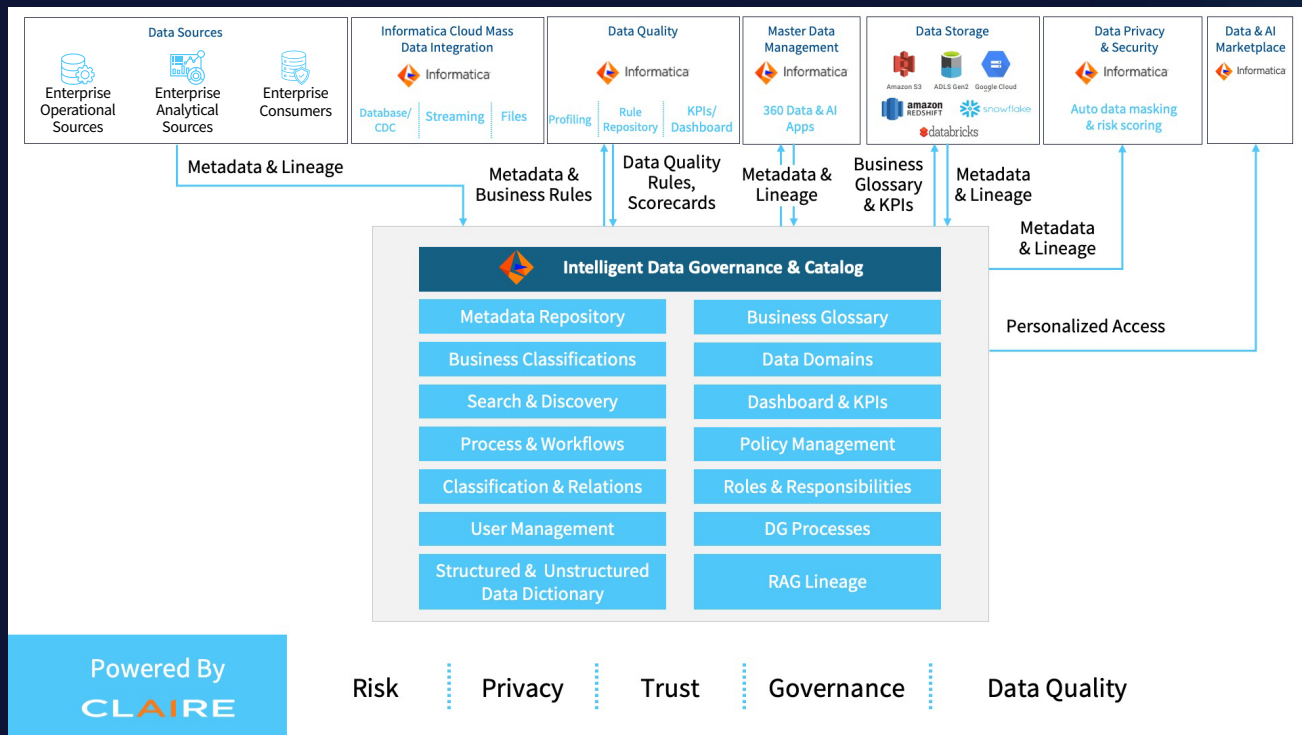 Data Sources
Enterprise
Operational
Sources
Enterprise
Analytical
Sources
Enterprise
Consumers
Informatica Cloud Mass
Data Integration
Informatica
Database/
CDC
Streaming
Files
Data Quality
Informatica
Profiling
Rule
Repository
KPIs/
Dashboard
Master Data
Management
Informatica
360 Data & AI
Apps
Data Storage
Amazon S3
ADLS Gen2
Google Cloud
amazon
REDSHIFT
snowflake
databricks
Data Privacy
& Security
Informatica
Auto data masking
& risk scoring
Data & AI
Marketplace
Informatica
Metadata & Lineage
Metadata &
Business Rules
Data Quality
Rules,
Scorecards
Metadata &
Lineage
Business
Glossary
& KPIs
Metadata
& Lineage
Metadata
& Lineage
Personalized Access
Intelligent Data Governance & Catalog
Metadata Repository
Business Glossary
Business Classifications
Data Domains
Search & Discovery
Dashboard & KPIs
Process & Workflows
Policy Management
Classification & Relations
Roles & Responsibilities
User Management
DG Processes
Structured & Unstructured
Data Dictionary
RAG Lineage
Powered By
CLAIRE
Risk
Privacy
Trust
Governance
Data Quality